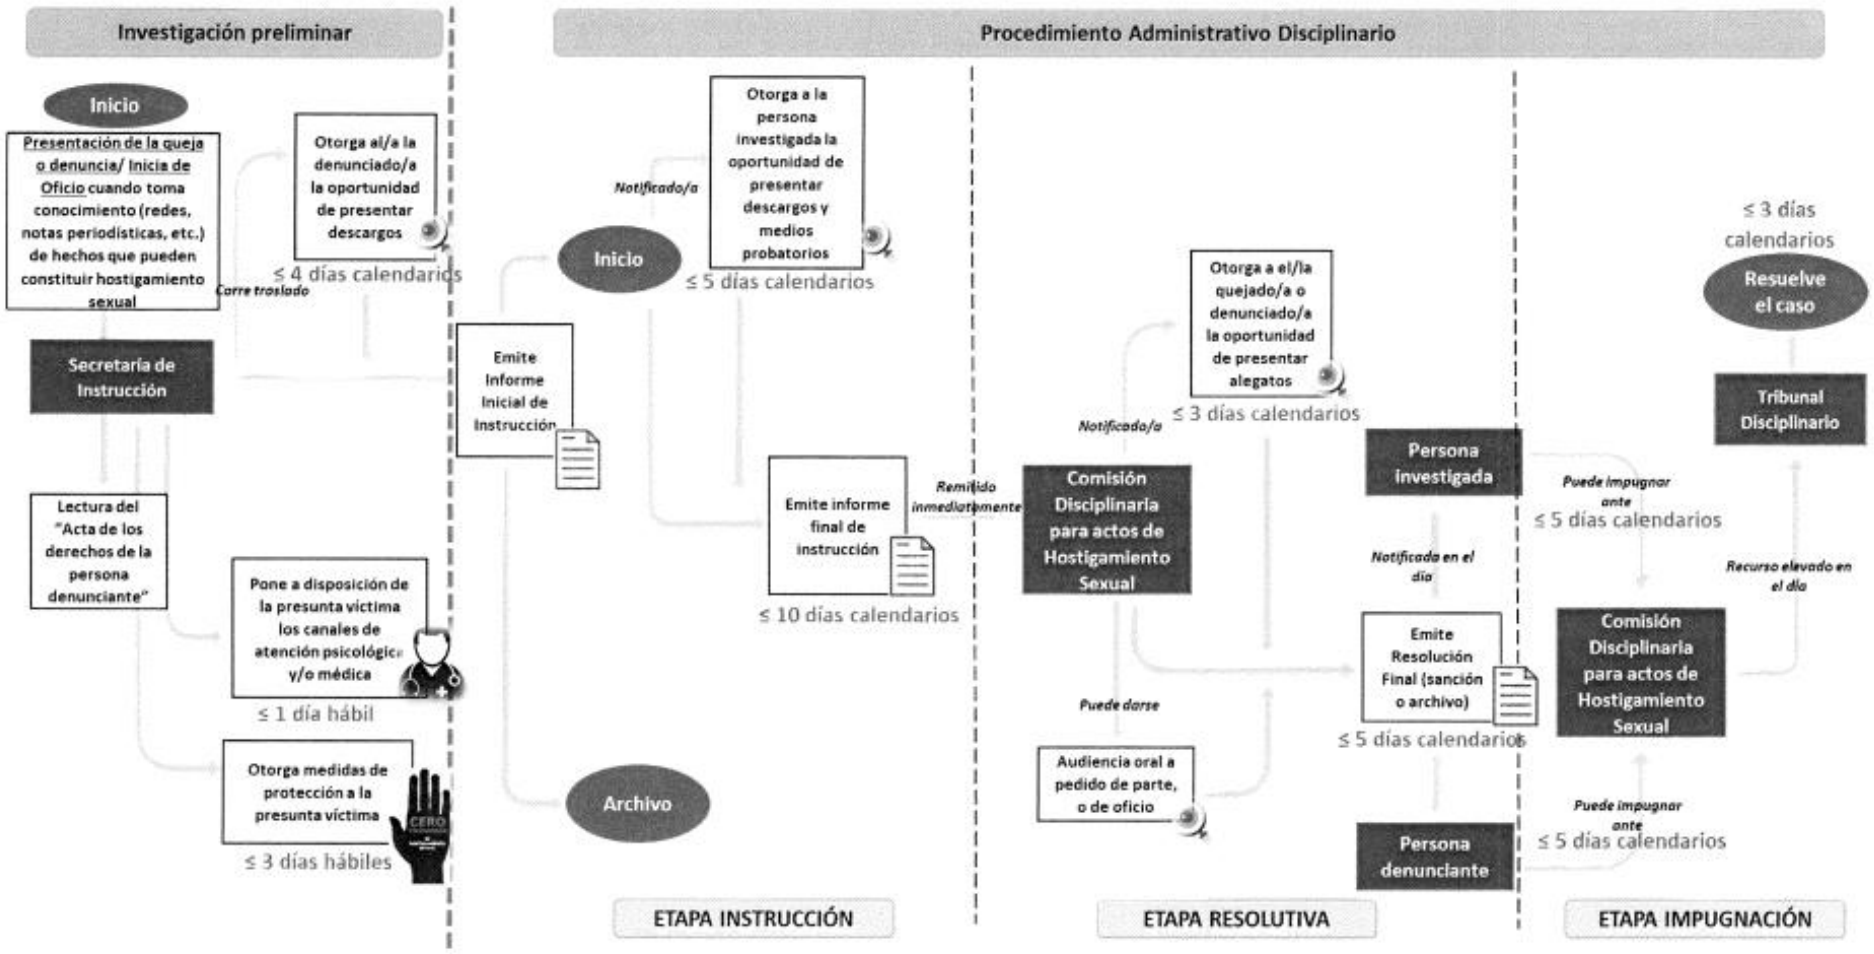 Investigación preliminar
Procedimiento Administrativo Disciplinario
Inicio
Presentación de la queja
o denuncia/ Inicia de
Oficio cuando toma
conocimiento (redes,
notas periodísticas, etc.)
de hechos que pueden
constituir hostigamiento
sexual
Corre traslado
Otorga al/a la
denunciado/a
la oportunidad
de presentar
descargos
≤ 4 días calendarios
Secretaría de
Instrucción
Lectura del
"Acta de los
derechos de la
persona
denunciante"
Pone a disposición de
la presunta víctima
los canales de
atención psicológica
y/o médica
≤ 1 día hábil
Otorga medidas de
protección a la
presunta víctima
CERO
≤ 3 días hábiles
Emite
Informe
Inicial de
Instrucción
Inicio
Archivo
Notificado/a
Otorga a la
persona
investigada la
oportunidad de
presentar
descargos y
medios
probatorios
≤ 5 días calendarios
Emite informe
final de
instrucción
≤ 10 días calendarios
Remitido
inmediatamente
ETAPA INSTRUCCIÓN
Comisión
Disciplinaria
para actos de
Hostigamiento
Sexual
Notificado/a
Otorga a el/la
quejado/a o
denunciado/a
la oportunidad
de presentar
alegatos
≤ 3 días calendarios
Puede darse
Audiencia oral a
pedido de parte,
o de oficio
Persona
investigada
Notificada en el
día
Emite
Resolución
Final (sanción
o archivo)
≤ 5 días calendarios
Persona
denunciante
ETAPA RESOLUTIVA
Puede impugnar
ante
≤ 5 días calendarios
Comisión
Disciplinaria
para actos de
Hostigamiento
Sexual
Puede impugnar
ante
≤ 5 días calendarios
Recurso elevado en
el día
Tribunal
Disciplinario
≤ 3 días
calendarios
Resuelve
el caso
ETAPA IMPUGNACIÓN